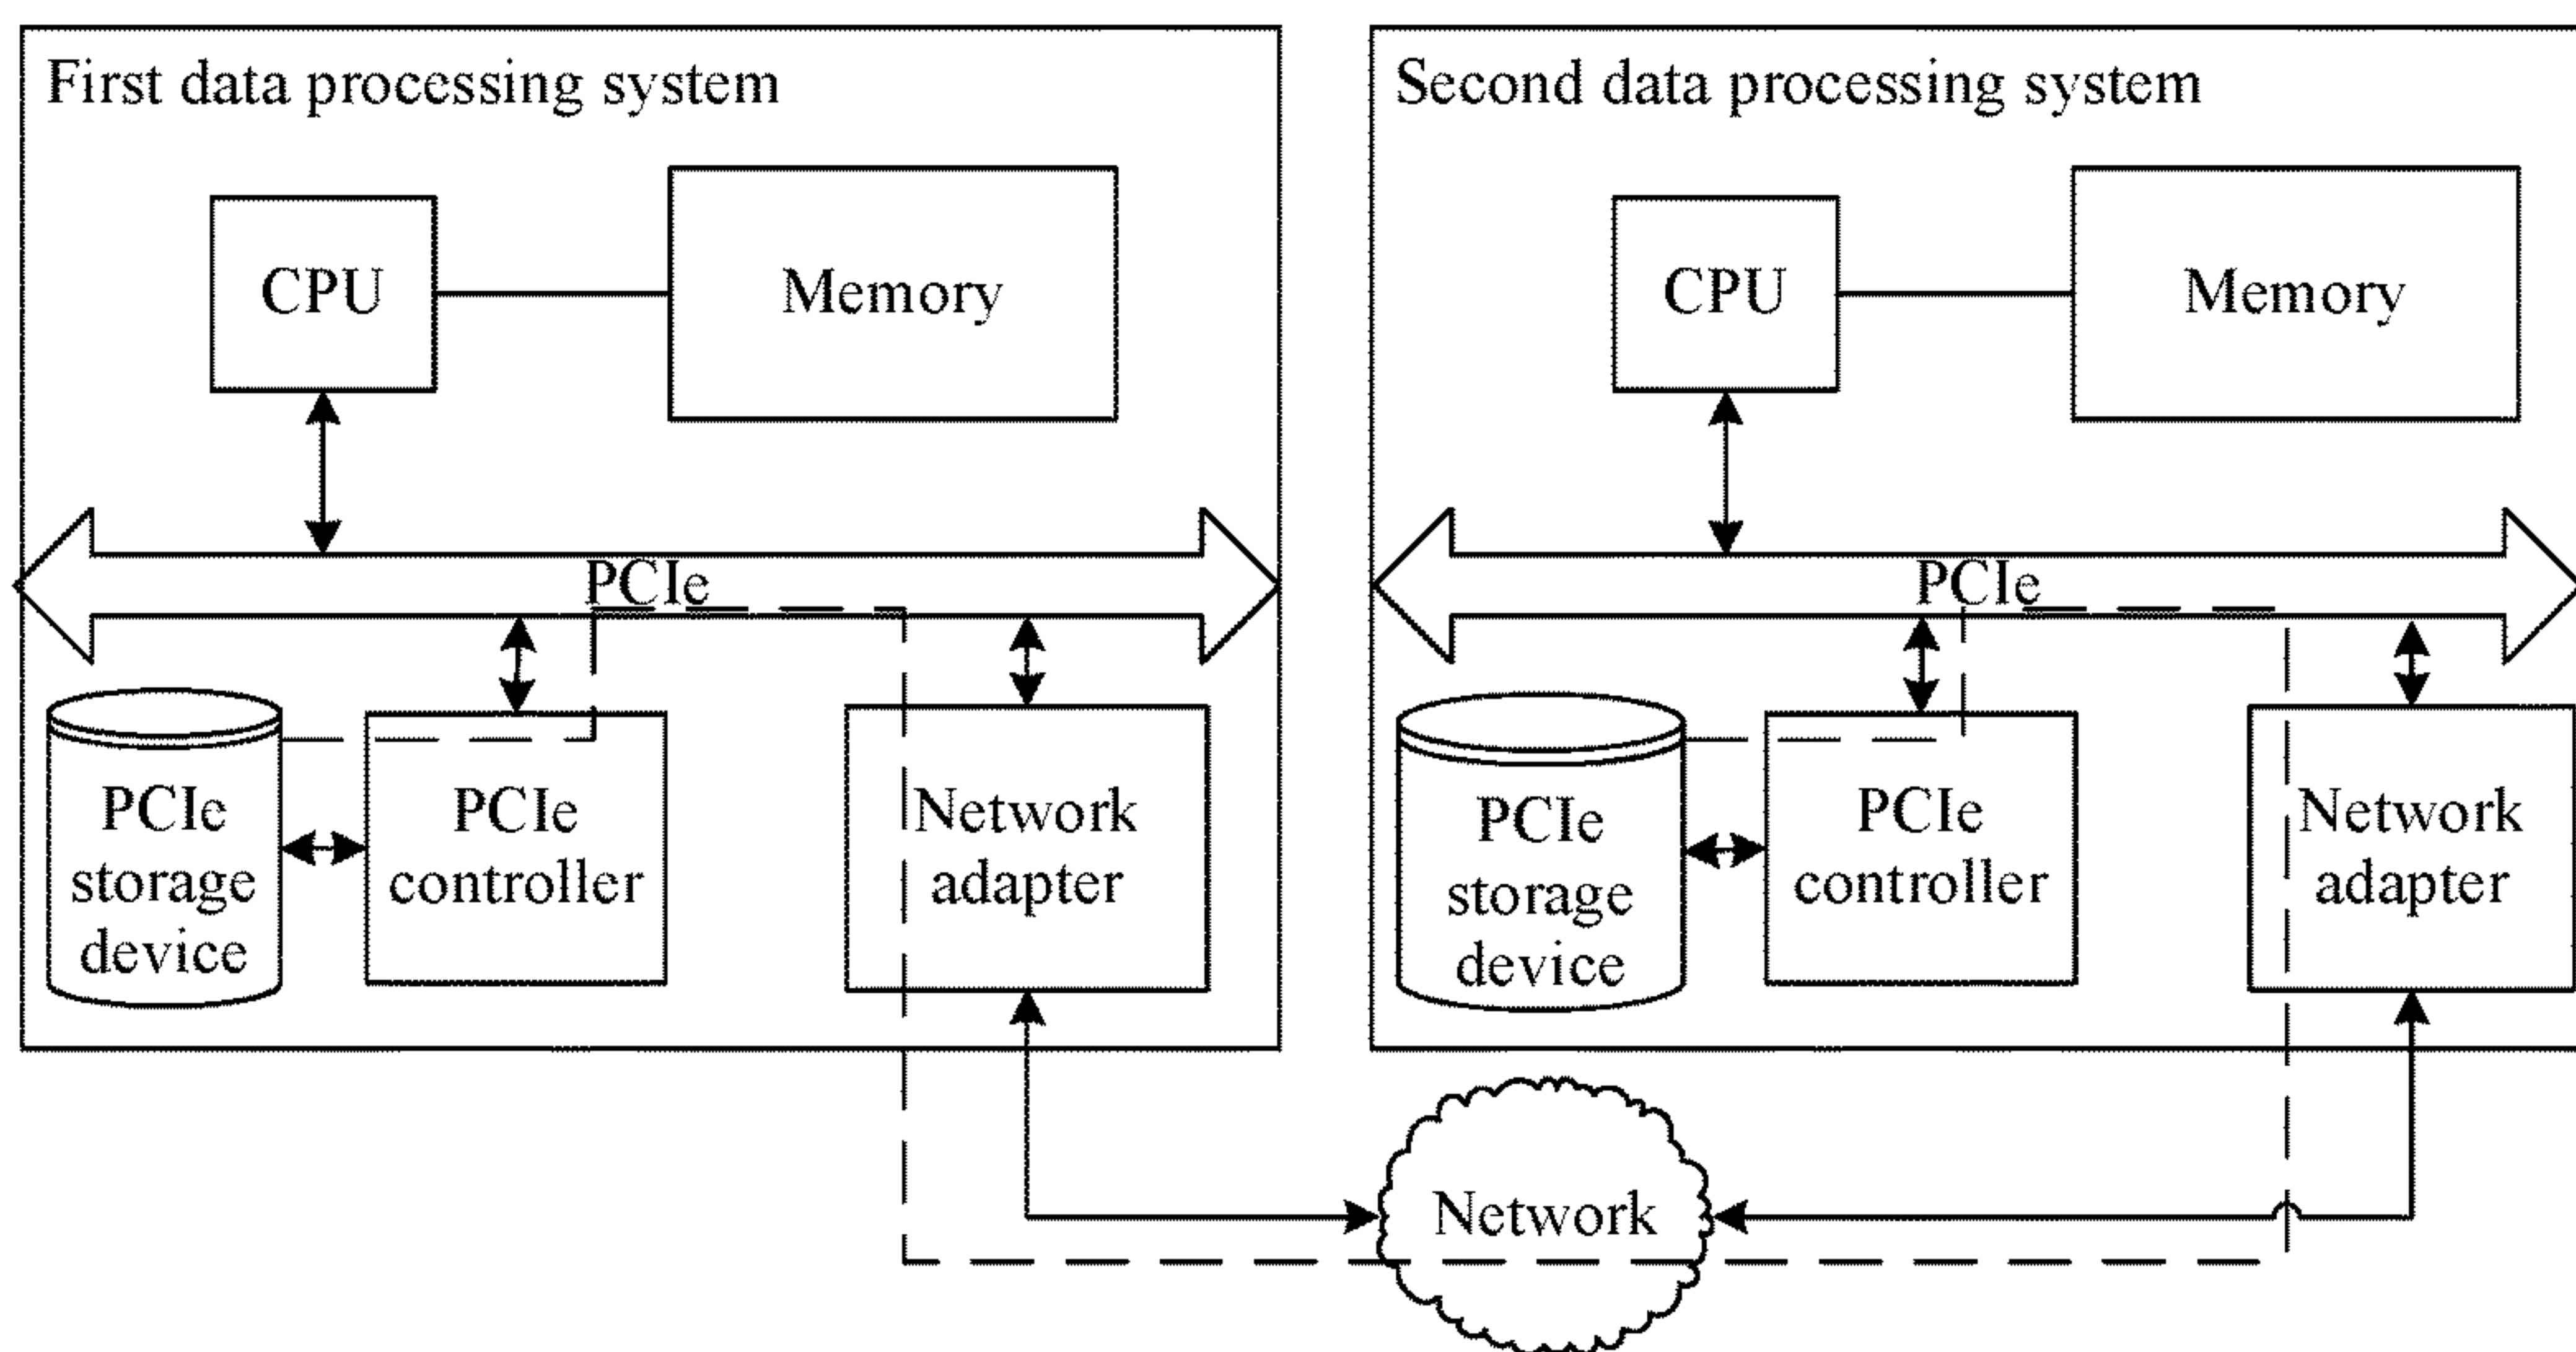 First data processing system
CPU
Memory
PCIe
PCIe
storage
device
PCIe
controller
Network
adapter
Second data processing system
CPU
Memory
PCIe
PCIe
storage
device
PCIe
controller
Network
adapter
Network